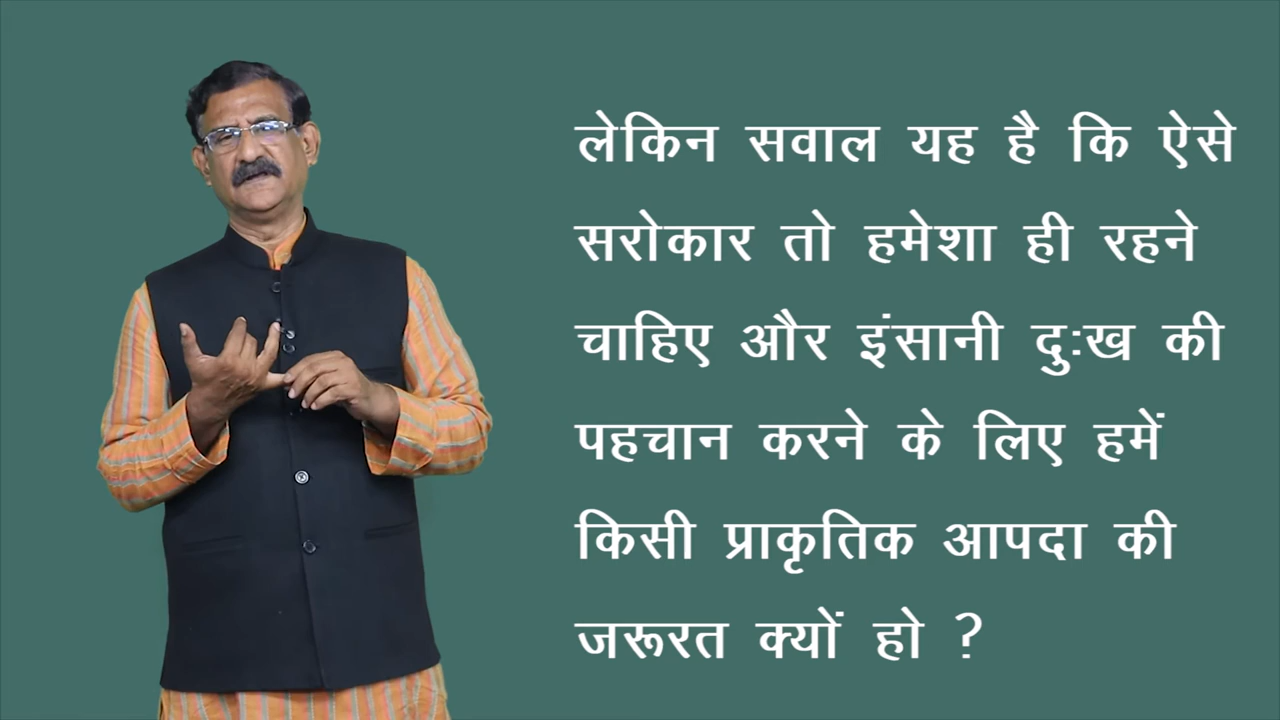 लेकिन सवाल यह है कि ऐसे
सरोकार तो हमेशा ही रहने
चाहिए और इंसानी दुःख की
पहचान करने के लिए हमें
किसी प्राकृतिक आपदा की
जरूरत क्यों हो ?